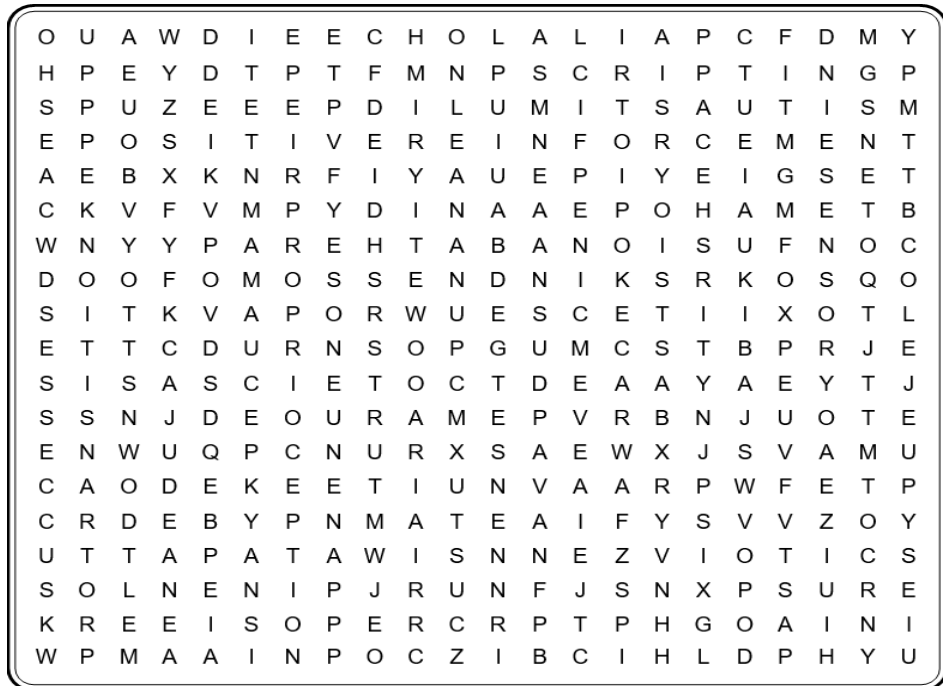 O U A W D I E E C H O L A L I A P C F D M Y
H P E Y D T P T F M N P S C R I P T I N G P
S P U Z E E E P D I L U M I T S A U T I S M
E P O S I T I V E R E I N F O R C E M E N T
A E B X K N R F I Y A U E P I Y E I G S E T
C K V F V M P Y D I N A A E P O H A M E T B
W N Y Y P A R E H T A B A N O I S U F N O C
D O O F O M O S S E N D N I K S R K O S Q O
S I T K V A P O R W U E S C E T I I X O T L
E T T C D U R N S O P G U M C S T B P R J E
S I S A S C I E T O C T D E A A Y A E Y T J
S S N J D E O U R A M E P V R B N J U O T E
E N W U Q P C N U R X S A E W X J S V A M U
C A O D E K E E T I U N V A A R P W F E T P
C R D E B Y P N M A T E A I F Y S V V Z O Y
U T T A P A T A W I S N N E Z V I O T I C S
S O L N E N I P J R U N F J S N X P S U R E
K R E E I S O P E R C R P T P H G O A I N I
W P M A A I N P O C Z I B C I H L D P H Y U